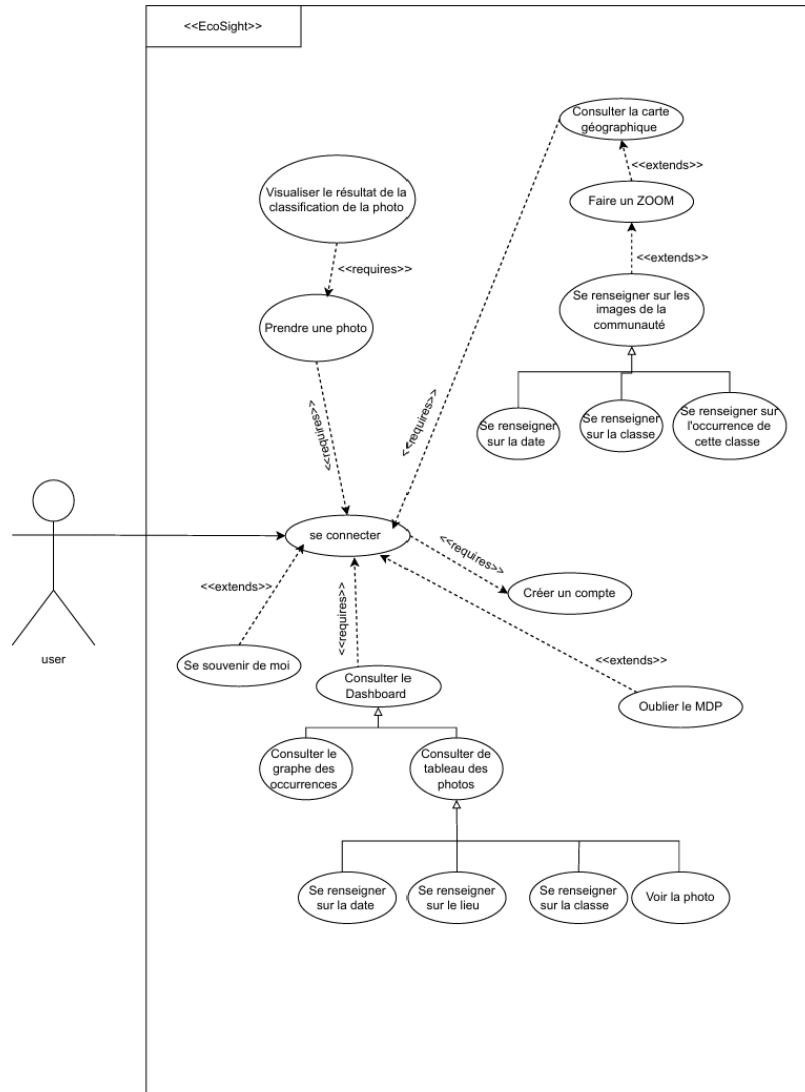 <<EcoSight>>
Consulter la carte
géographique
<<extends>>
Visualiser le résultat de la
classification de la photo
Faire un ZOOM
<<requires>>
<<extends>>
Se renseigner sur les
images de la
communauté
Prendre une photo
<<requires>>
<<requires>>
Se renseigner
sur la date
Se renseigner
sur la classe
Se renseigner sur
l'occurrence de
cette classe
se connecter
<<requires>>
<<extends>>
Créer un compte
<<requires>>
user
Se souvenir de moi
<<extends>>
Consulter le
Dashboard
Oublier le MDP
Consulter le
graphe des
occurrences
Consulter de
tableau des
photos
Se renseigner
sur la date
Se renseigner
sur le lieu
Se renseigner
sur la classe
Voir la photo